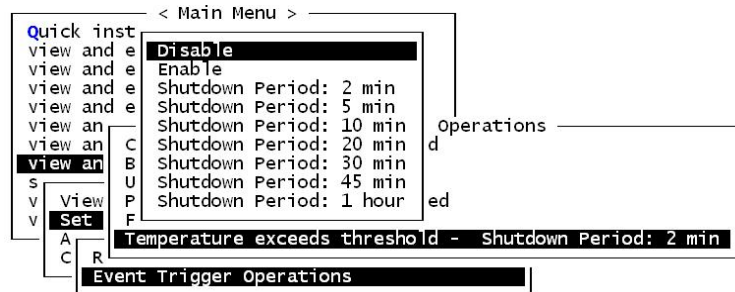 < Main Menu >
Quick inst
view and e Disable
view and e Enable
view and e Shutdown Period: 2 min
view and e Shutdown Period: 5 min
view an Shutdown Period: 10 min Operations
view an C Shutdown Period: 20 min d
view an B Shutdown Period: 30 min
s U Shutdown Period: 45 min
v View P Shutdown Period: 1 hour ed
v Set F
A Temperature exceeds threshold - Shutdown Period: 2 min
C R
Event Trigger Operations